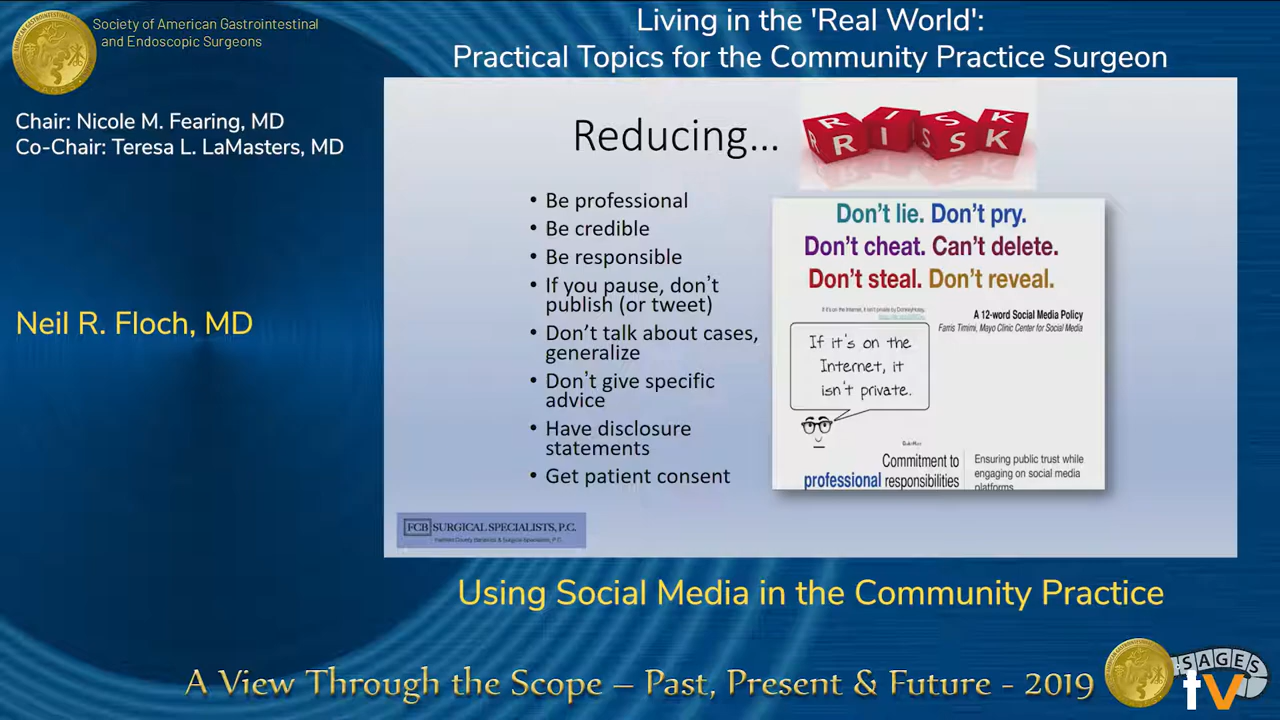 Society of American Gastrointestinal
and Endoscopic Surgeons
Living in the 'Real World':
Practical Topics for the Community Practice Surgeon
Chair: Nicole M. Fearing, MD
Co-Chair: Teresa L. LaMasters, MD
Neil R. Floch, MD
Reducing...
RISK
• Be professional
• Be credible
• Be responsible
• If you pause, don't
publish (or tweet)
• Don't talk about cases,
generalize
• Don't give specific
advice
• Have disclosure
statements
• Get patient consent
Don't lie. Don't pry.
Don't cheat. Can't delete.
Don't steal. Don't reveal.
A 12-word Social Media Policy
Farris Timimi, Mayo Clinic Center for Social Media
If it's on the
Internet, it
isn't private.
Commitment to
professional responsibilities
Ensuring public trust while
engaging on social media
platforms
FCB SURGICAL SPECIALISTS, P.C.
Using Social Media in the Community Practice
A View Through the Scope – Past, Present & Future - 2019
SAGES
tv